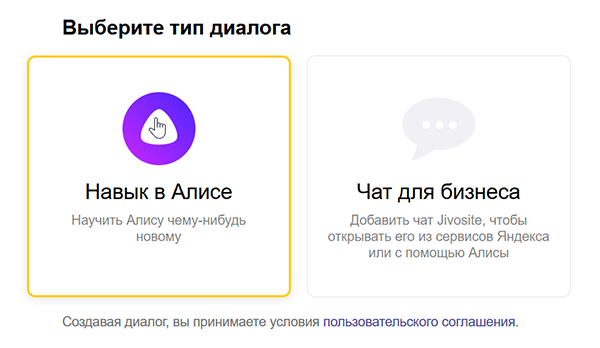 Выберите тип диалога
Навык в Алисе
Научить Алису чему-нибудь
новому
Чат для бизнеса
Добавить чат Jivosite, чтобы
открывать его из сервисов Яндекса
или с помощью Алисы
Создавая диалог, вы принимаете условия пользовательского соглашения.